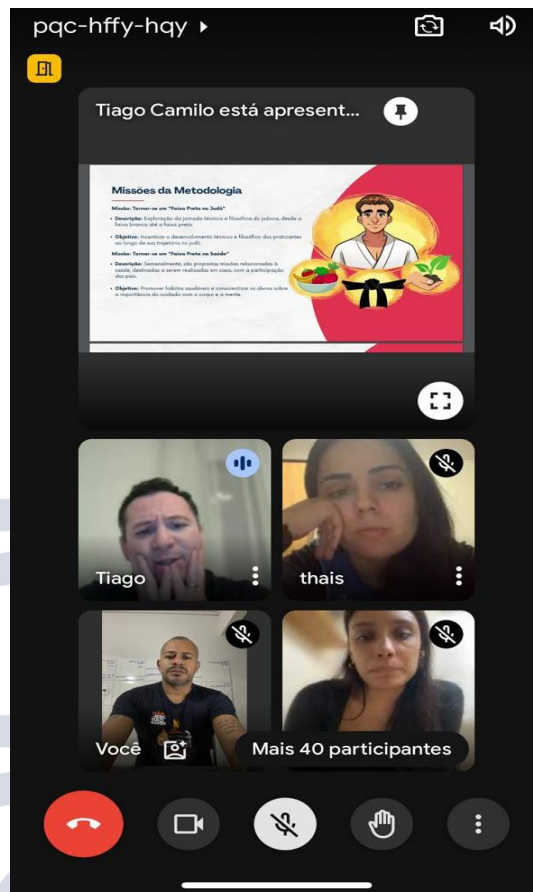 pqc-hffy-hqy
Tiago Camilo está apresent...
Missões da Metodologia
Missão: Tornar-se um "Faixa Preta no Judô"
• Descrição: Exploração da jornada técnica e filosófica do judoca, desde a
faixa branca até a faixa preta.
• Objetivo: Incentivar o desenvolvimento técnico e filosófico dos praticantes
ao longo de sua trajetória no judô.
Missão: Tornar-se um "Faixa Preta na Saúde"
• Descrição: Semanalmente, são propostas missões relacionadas à
saúde, destinadas a serem realizadas em casa, com a participação
dos pais.
• Objetivo: Promover hábitos saudáveis e conscientizar os alunos sobre
a importância do cuidado com o corpo e a mente.
Tiago
thais
Você
Mais 40 participantes